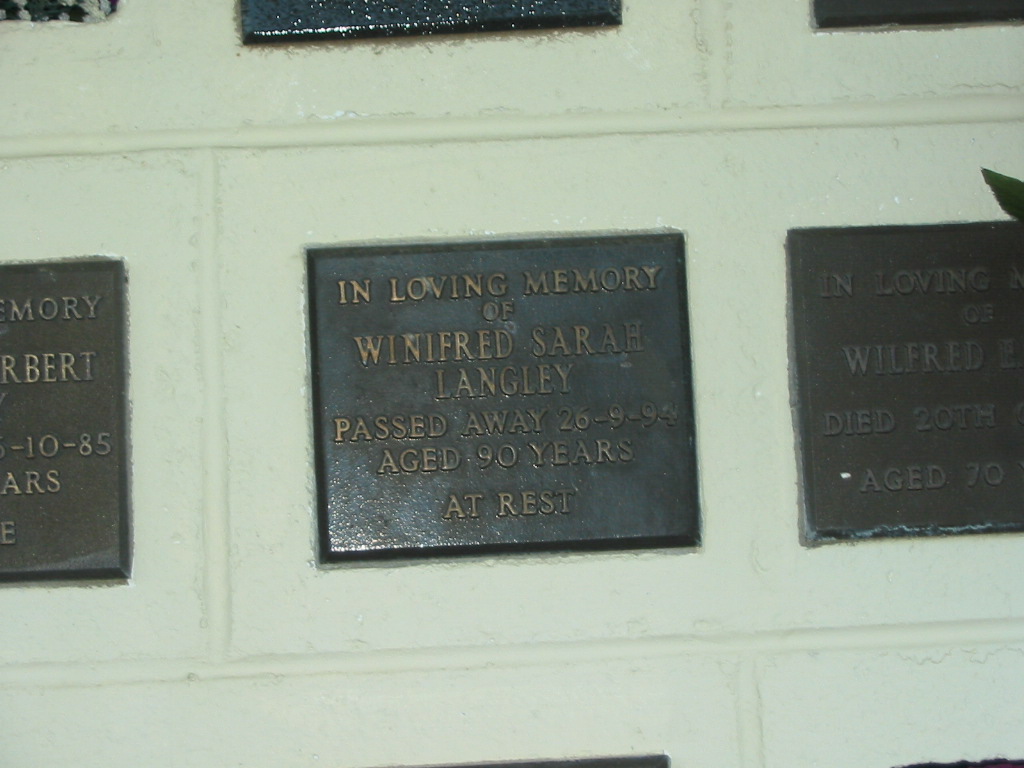 IN LOVING MEMORY
OF
WINIFRED SARAH
LANGLEY
PASSED AWAY 26-9-94
AGED 90 YEARS
AT REST
EMORY
RBERT
-10-85
ARS
E
IN LOVING
OF
WILFRED
DIED 20TH
AGED 70